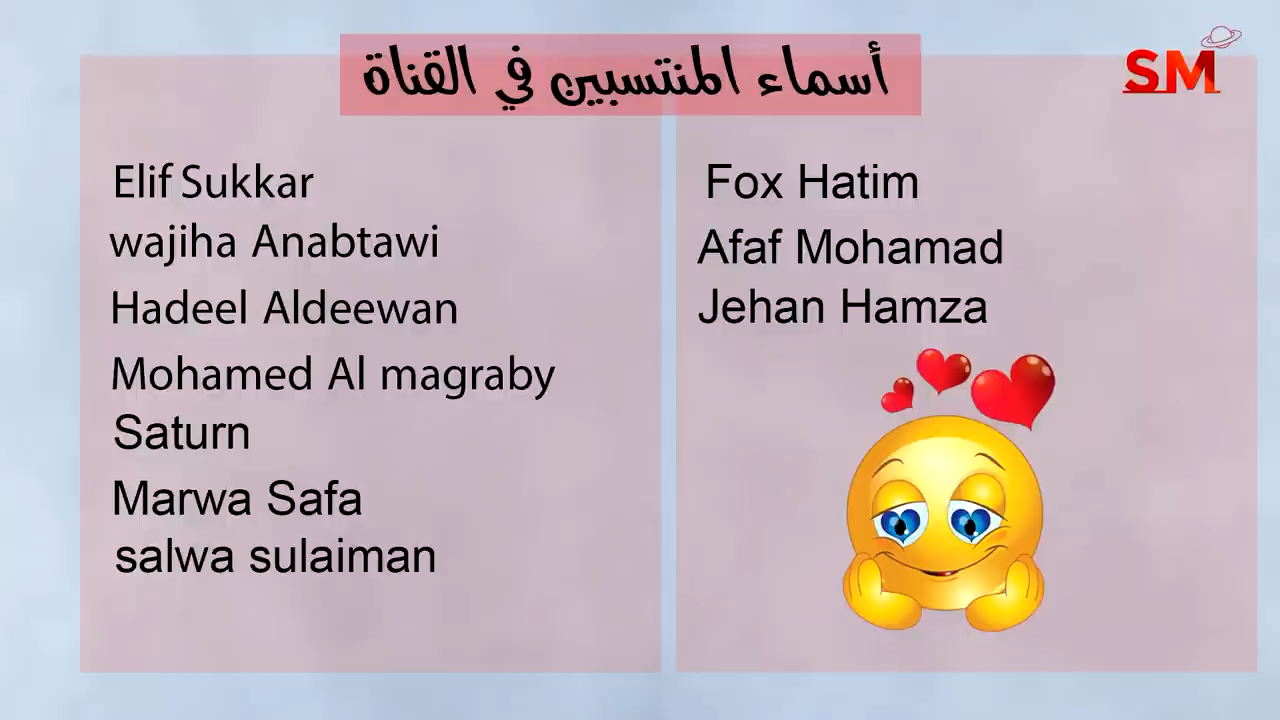 أسماء المنتسبين في القناة
SM
Elif Sukkar
wajiha Anabtawi
Hadeel Aldeewan
Mohamed Al magraby
Saturn
Marwa Safa
salwa sulaiman
Fox Hatim
Afaf Mohamad
Jehan Hamza